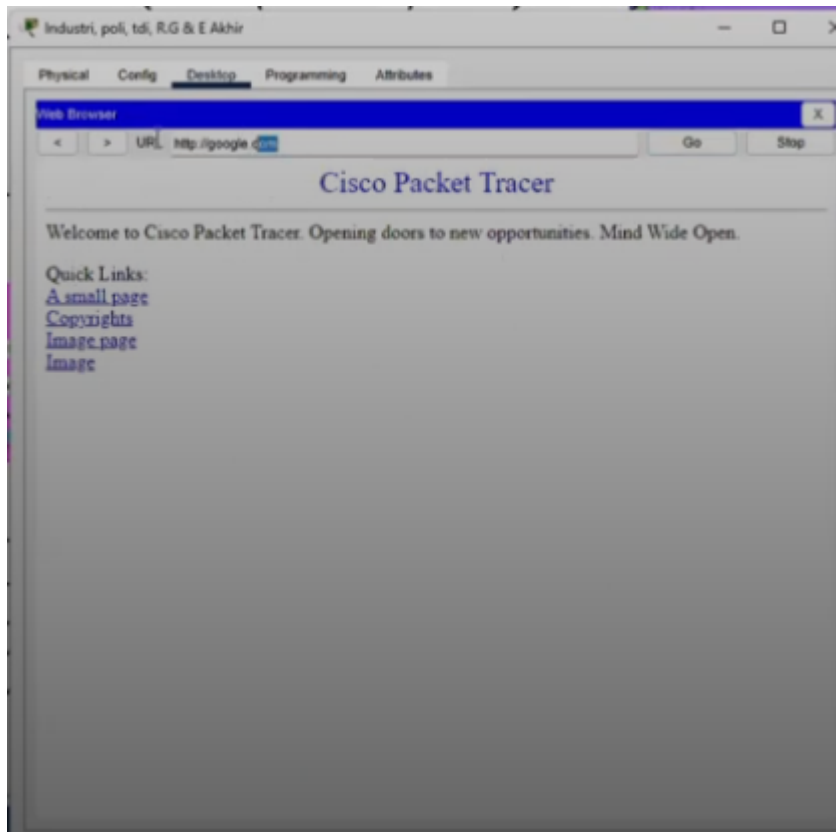 Industri, poli, tdi, R.G & E Akhir
Physical Config Desktop Programming Attributes
Web Browser X
< > URL http://google.com Go Stop
Cisco Packet Tracer
Welcome to Cisco Packet Tracer. Opening doors to new opportunities. Mind Wide Open.
Quick Links:
A small page
Copyrights
Image page
Image